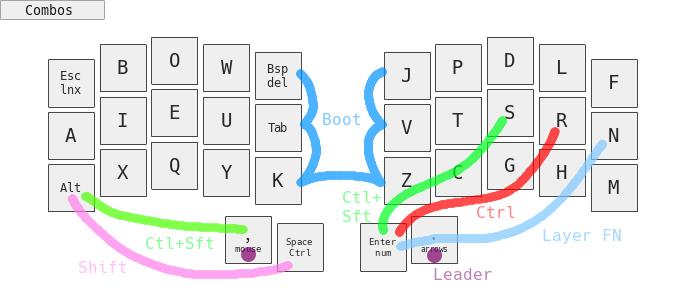 Combos
B O W Bsp del J P D L F
Esc lnx
A I E U Tab Boot V T S R N
Alt X Q Y K Z C G H M
Ctl+ Sft Ctrl
, mouse Space Ctrl Enter num . arrows
Ctl+Sft Layer FN
Shift Leader